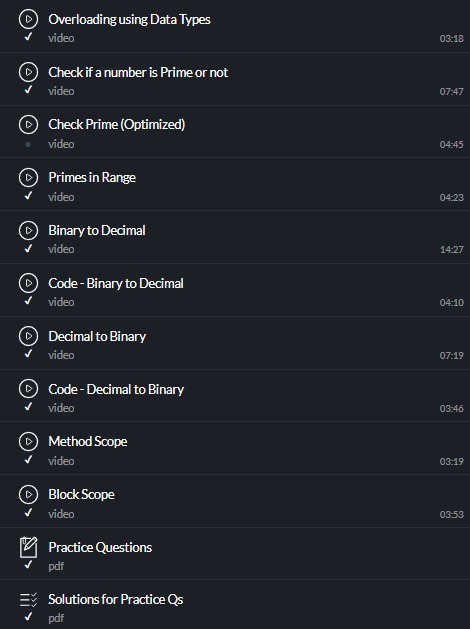 Overloading using Data Types
video 03:18
Check if a number is Prime or not
video 07:47
Check Prime (Optimized)
video 04:45
Primes in Range
video 04:23
Binary to Decimal
video 14:27
Code - Binary to Decimal
video 04:10
Decimal to Binary
video 07:19
Code - Decimal to Binary
video 03:46
Method Scope
video 03:19
Block Scope
video 03:53
Practice Questions
pdf
Solutions for Practice Qs
pdf